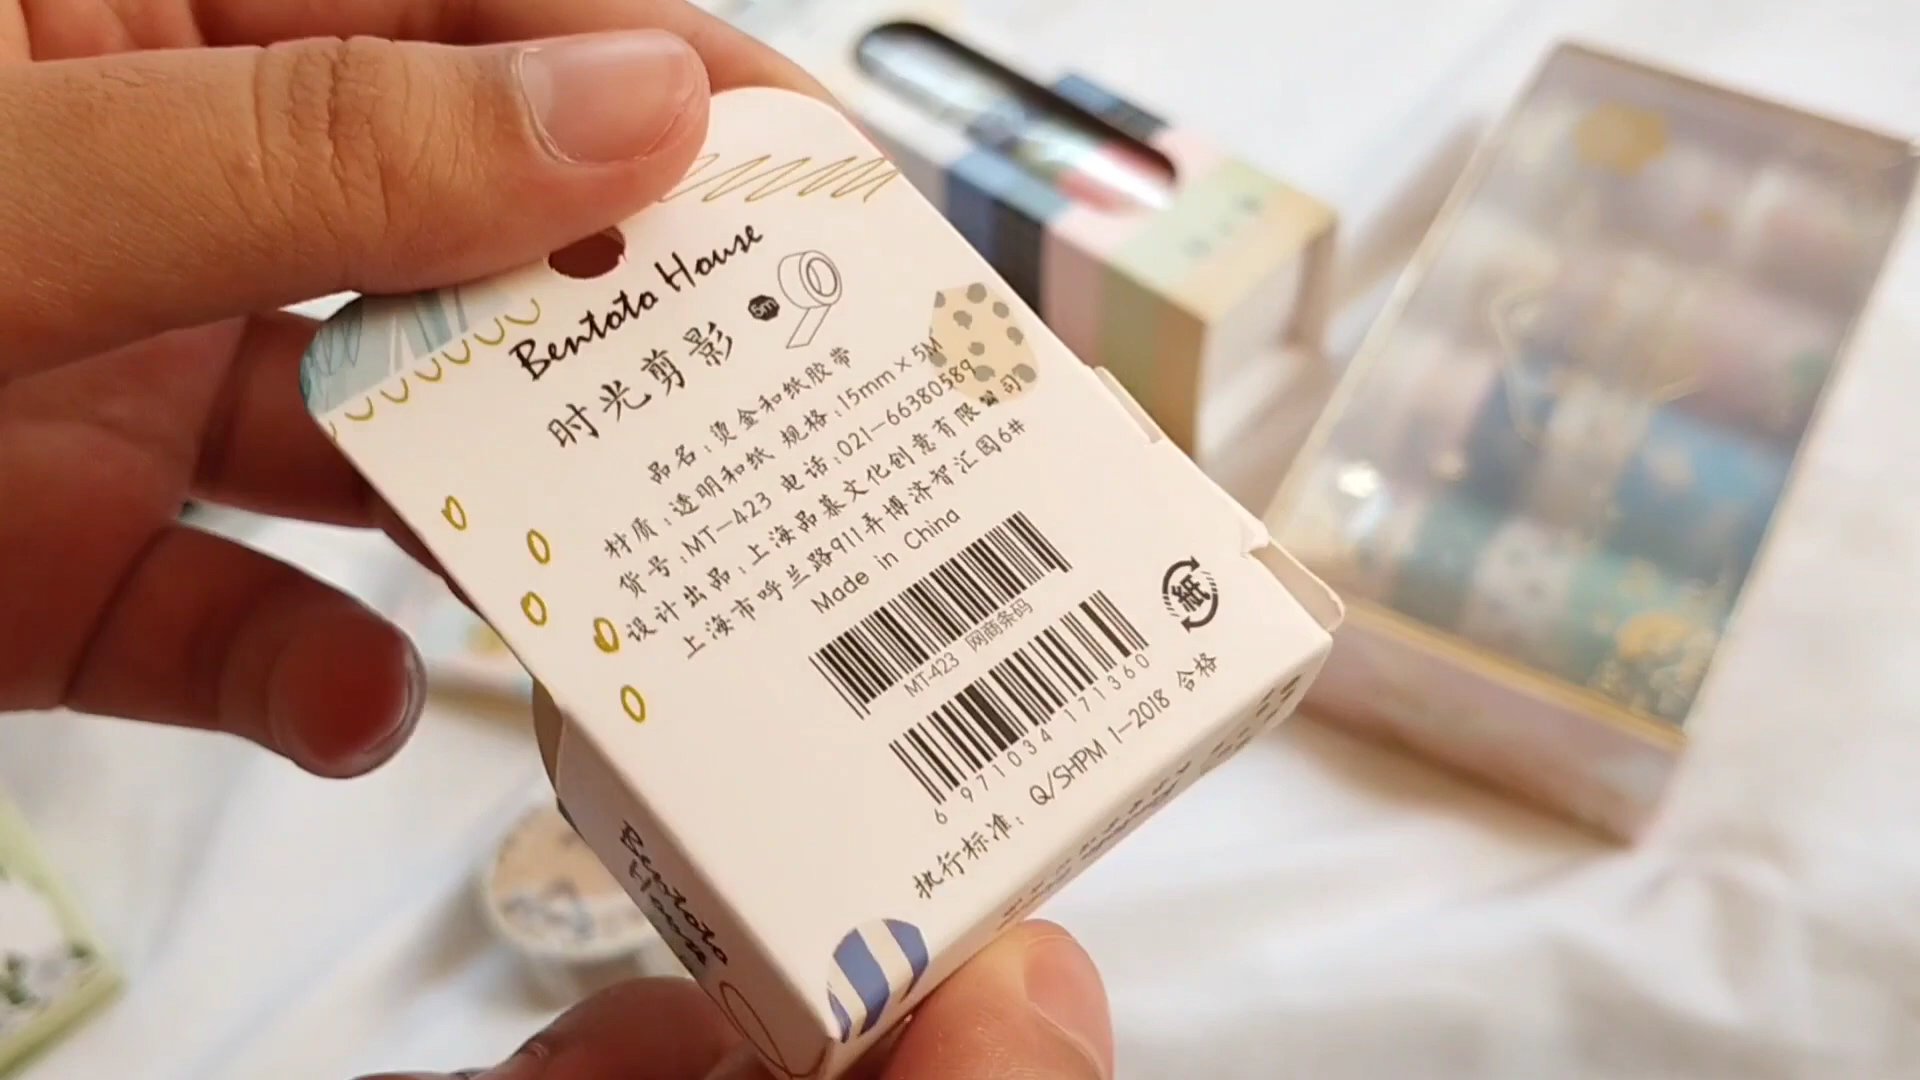 Bentoto House
时光剪影
5m
品名:烫金和纸胶带
材质:透明和纸 规格:15mm×5M
货号:MT-423 电话:021-66380589
设计出品:上海品墓文化创意有限公司
上海市呼兰路911弄博济智汇园6#
Made in China
MT-423 网商条码
6 971034 171360
紙
执行标准: Q/SHPM 1-2018 合格
Bentoto
House